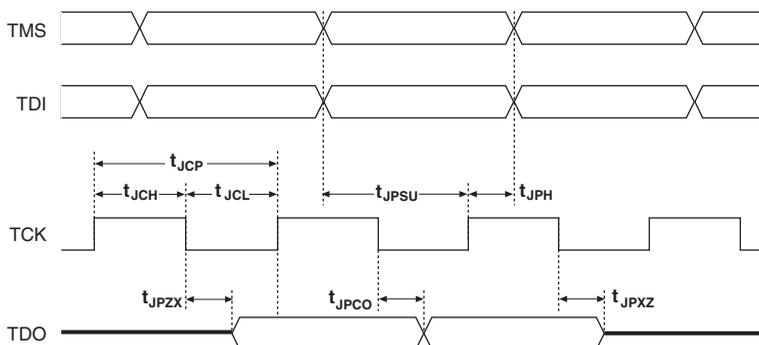 TMS
TDI
tJCP
tJCH
tJCL
tJPSU
tJPH
TCK
tJPZX
tJPCO
tJPXZ
TDO